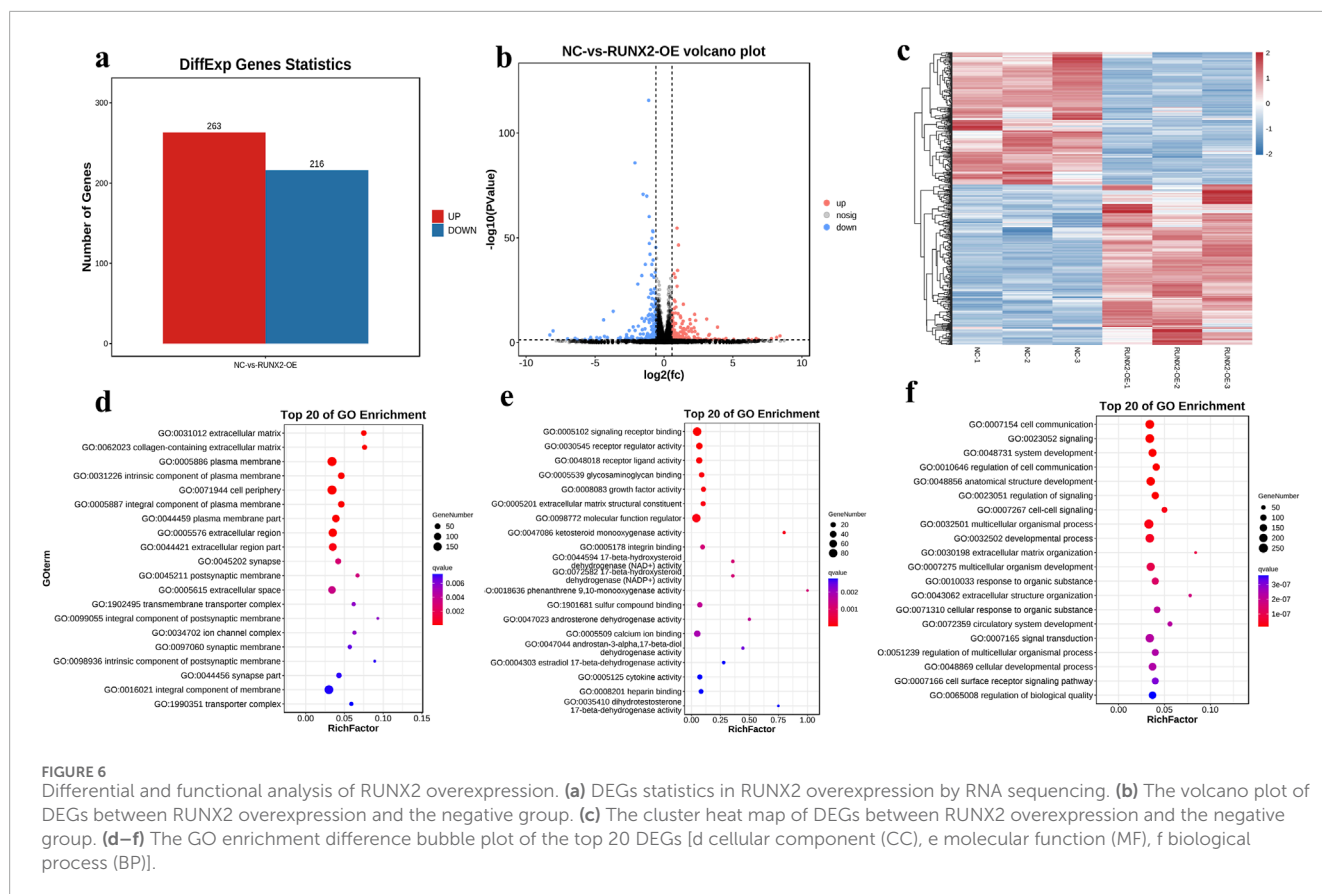 a
DiffExp Genes Statistics
Number of Genes
300
200
100
0
263
216
NC-vs-RUNX2-OE
UP
DOWN
b
NC-vs-RUNX2-OE volcano plot
-log10(PValue)
100
50
0
-10
-5
0
5
10
log2(fc)
up
nosig
down
c
2
1
0
-1
-2
NC-1
NC-2
NC-3
RUNX2-OE-1
RUNX2-OE-2
RUNX2-OE-3
d
Top 20 of GO Enrichment
GOterm
GO:0031012 extracellular matrix
GO:0062023 collagen-containing extracellular matrix
GO:0005886 plasma membrane
GO:0031226 intrinsic component of plasma membrane
GO:0071944 cell periphery
GO:0005887 integral component of plasma membrane
GO:0044459 plasma membrane part
GO:0005576 extracellular region
GO:0044421 extracellular region part
GO:0045202 synapse
GO:0045211 postsynaptic membrane
GO:0005615 extracellular space
GO:1902495 transmembrane transporter complex
GO:0099055 integral component of postsynaptic membrane
GO:0034702 ion channel complex
GO:0097060 synaptic membrane
GO:0098936 intrinsic component of postsynaptic membrane
GO:0044456 synapse part
GO:0016021 integral component of membrane
GO:1990351 transporter complex
0.00
0.05
0.10
0.15
RichFactor
GeneNumber
50
100
150
qvalue
0.006
0.004
0.002
e
Top 20 of GO Enrichment
GO:0005102 signaling receptor binding
GO:0030545 receptor regulator activity
GO:0048018 receptor ligand activity
GO:0005539 glycosaminoglycan binding
GO:0008083 growth factor activity
GO:0005201 extracellular matrix structural constituent
GO:0098772 molecular function regulator
GO:0047086 ketosteroid monooxygenase activity
GO:0005178 integrin binding
GO:0044594 17-beta-hydroxysteroid
dehydrogenase (NAD+) activity
GO:0072582 17-beta-hydroxysteroid
dehydrogenase (NADP+) activity
O:0018636 phenanthrene 9,10-monooxygenase activity
GO:1901681 sulfur compound binding
GO:0047023 androsterone dehydrogenase activity
GO:0005509 calcium ion binding
GO:0047044 androstan-3-alpha,17-beta-diol
dehydrogenase activity
GO:0004303 estradiol 17-beta-dehydrogenase activity
GO:0005125 cytokine activity
GO:0008201 heparin binding
GO:0035410 dihydrotestosterone
17-beta-dehydrogenase activity
0.00
0.25
0.50
0.75
1.00
RichFactor
GeneNumber
20
40
60
80
qvalue
0.002
0.001
f
Top 20 of GO Enrichment
GO:0007154 cell communication
GO:0023052 signaling
GO:0048731 system development
GO:0010646 regulation of cell communication
GO:0048856 anatomical structure development
GO:0023051 regulation of signaling
GO:0007267 cell-cell signaling
GO:0032501 multicellular organismal process
GO:0032502 developmental process
GO:0030198 extracellular matrix organization
GO:0007275 multicellular organism development
GO:0010033 response to organic substance
GO:0043062 extracellular structure organization
GO:0071310 cellular response to organic substance
GO:0072359 circulatory system development
GO:0007165 signal transduction
O:0051239 regulation of multicellular organismal process
GO:0048869 cellular developmental process
GO:0007166 cell surface receptor signaling pathway
GO:0065008 regulation of biological quality
0.00
0.05
0.10
RichFactor
GeneNumber
50
100
150
200
250
qvalue
3e-07
2e-07
1e-07
FIGURE 6
Differential and functional analysis of RUNX2 overexpression. (a) DEGs statistics in RUNX2 overexpression by RNA sequencing. (b) The volcano plot of
DEGs between RUNX2 overexpression and the negative group. (c) The cluster heat map of DEGs between RUNX2 overexpression and the negative
group. (d–f) The GO enrichment difference bubble plot of the top 20 DEGs [d cellular component (CC), e molecular function (MF), f biological
process (BP)].